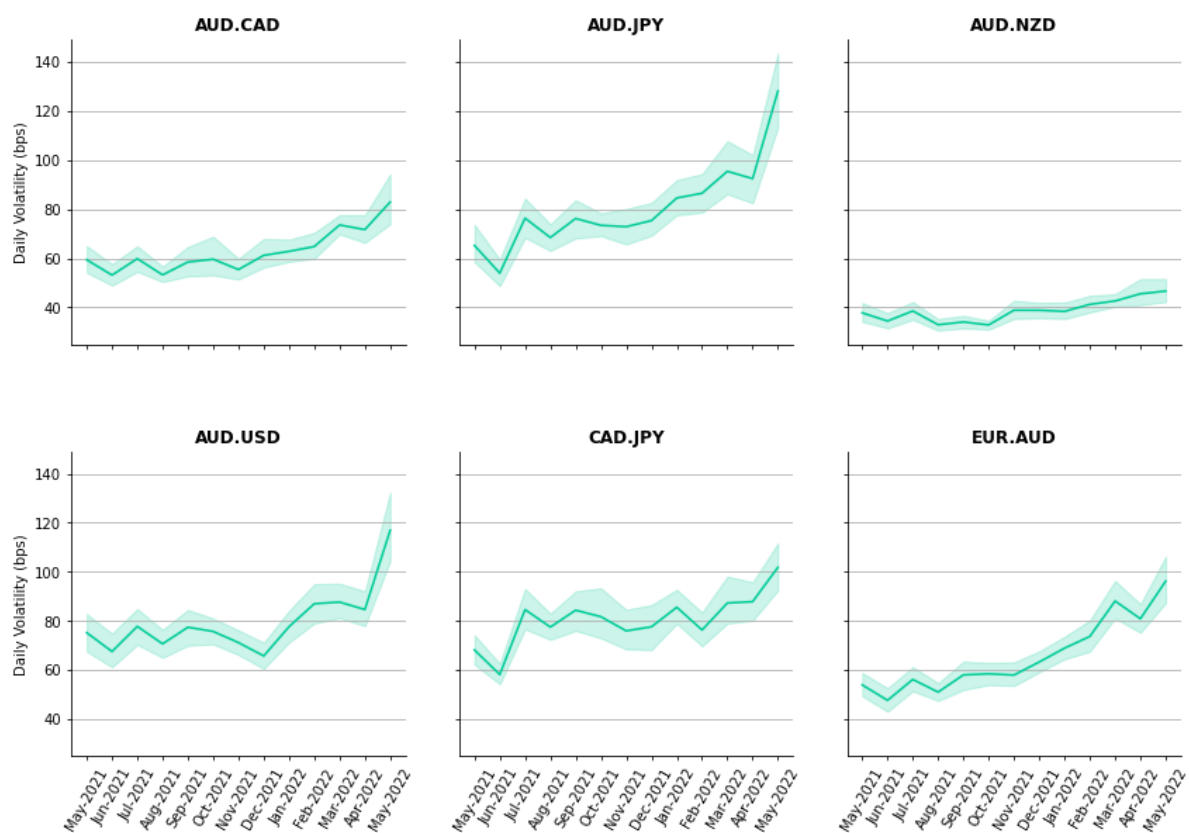 AUD.CAD
AUD.JPY
AUD.NZD
Daily Volatility (bps)
140
120
100
80
60
40
AUD.USD
CAD.JPY
EUR.AUD
Daily Volatility (bps)
140
120
100
80
60
40
May-2021
Jun-2021
Jul-2021
Aug-2021
Sep-2021
Oct-2021
Nov-2021
Dec-2021
Jan-2022
Feb-2022
Mar-2022
Apr-2022
May-2022
May-2021
Jun-2021
Jul-2021
Aug-2021
Sep-2021
Oct-2021
Nov-2021
Dec-2021
Jan-2022
Feb-2022
Mar-2022
Apr-2022
May-2022
May-2021
Jun-2021
Jul-2021
Aug-2021
Sep-2021
Oct-2021
Nov-2021
Dec-2021
Jan-2022
Feb-2022
Mar-2022
Apr-2022
May-2022